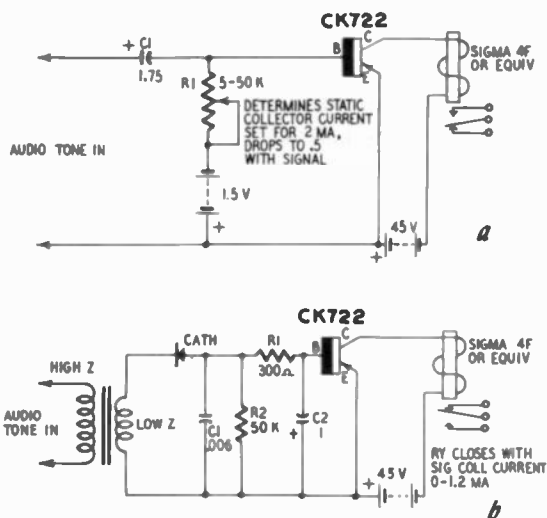 CK722
+ C1
1.75
B
C
E
SIGMA 4F
OR EQUIV
R1
5-50 K
DETERMINES STATIC
COLLECTOR CURRENT
SET FOR 2 MA,
DROPS TO .5
WITH SIGNAL
AUDIO TONE IN
1.5 V
+
45 V
+
a
CK722
CATH
R1
300Ω
B
C
E
SIGMA 4F
OR EQUIV
HIGH Z
AUDIO
TONE IN
LOW Z
C1
.006
R2
50 K
C2
+ 1
+ 45 V
RY CLOSES WITH
SIG COLL CURRENT
0-1.2 MA
b